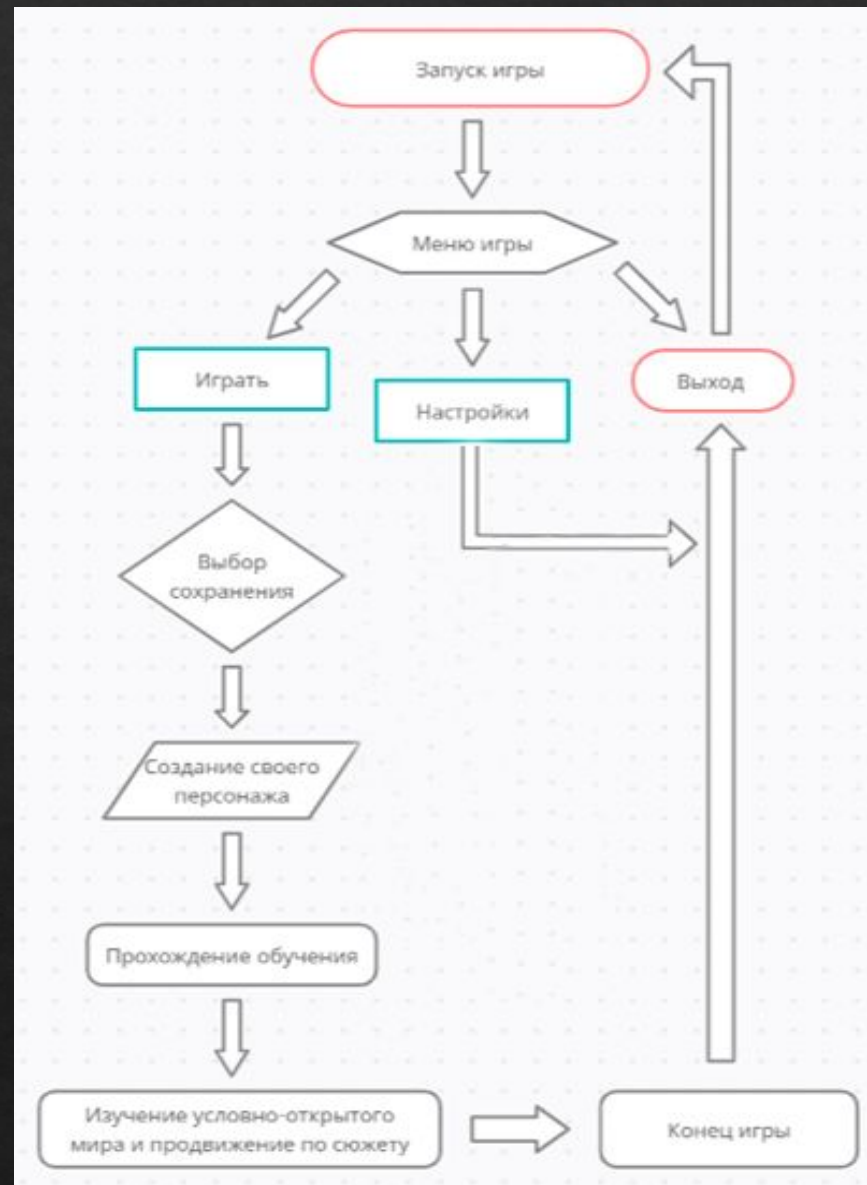 Запуск игры
Меню игры
Играть
Настройки
Выход
Выбор
сохранения
Создание своего
персонажа
Прохождение обучения
Изучение условно-открытого
мира и продвижение по сюжету
Конец игры